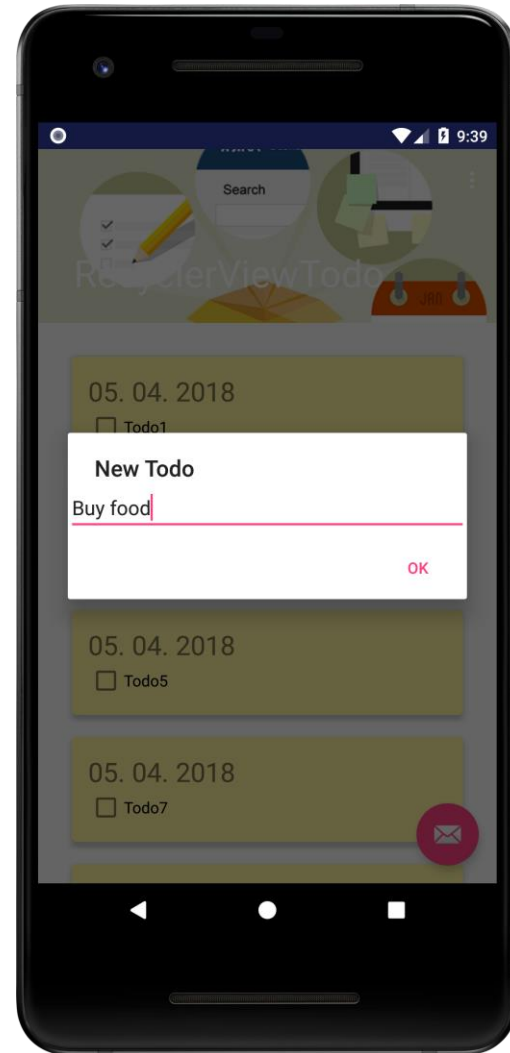 9:39
Search
RecyclerViewTodo
JAN
05. 04. 2018
Todo1
New Todo
Buy food
OK
05. 04. 2018
Todo5
05. 04. 2018
Todo7